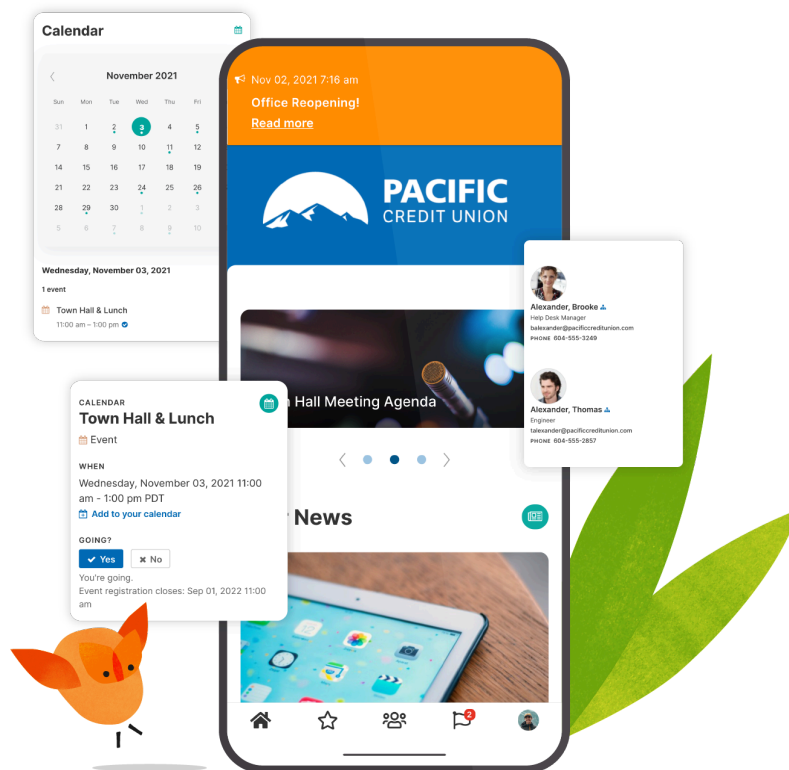 Calendar
November 2021
Sun Mon Tue Wed Thu Fri
31 1 2 3 4 5
7 8 9 10 11 12
14 15 16 17 18 19
21 22 23 24 25 26
28 29 30 1 2 3
5 6 7 8 9 10
Wednesday, November 03, 2021
1 event
Town Hall & Lunch
11:00 am – 1:00 pm
Nov 02, 2021 7:16 am
Office Reopening!
Read more
PACIFIC
CREDIT UNION
Hall Meeting Agenda
News
2
Alexander, Brooke
Help Desk Manager
balexander@pacificcreditunion.com
PHONE 604-555-3249
Alexander, Thomas
Engineer
talexander@pacificcreditunion.com
PHONE 604-555-2857
CALENDAR
Town Hall & Lunch
Event
WHEN
Wednesday, November 03, 2021 11:00
am - 1:00 pm PDT
Add to your calendar
GOING?
Yes No
You're going.
Event registration closes: Sep 01, 2022 11:00
am